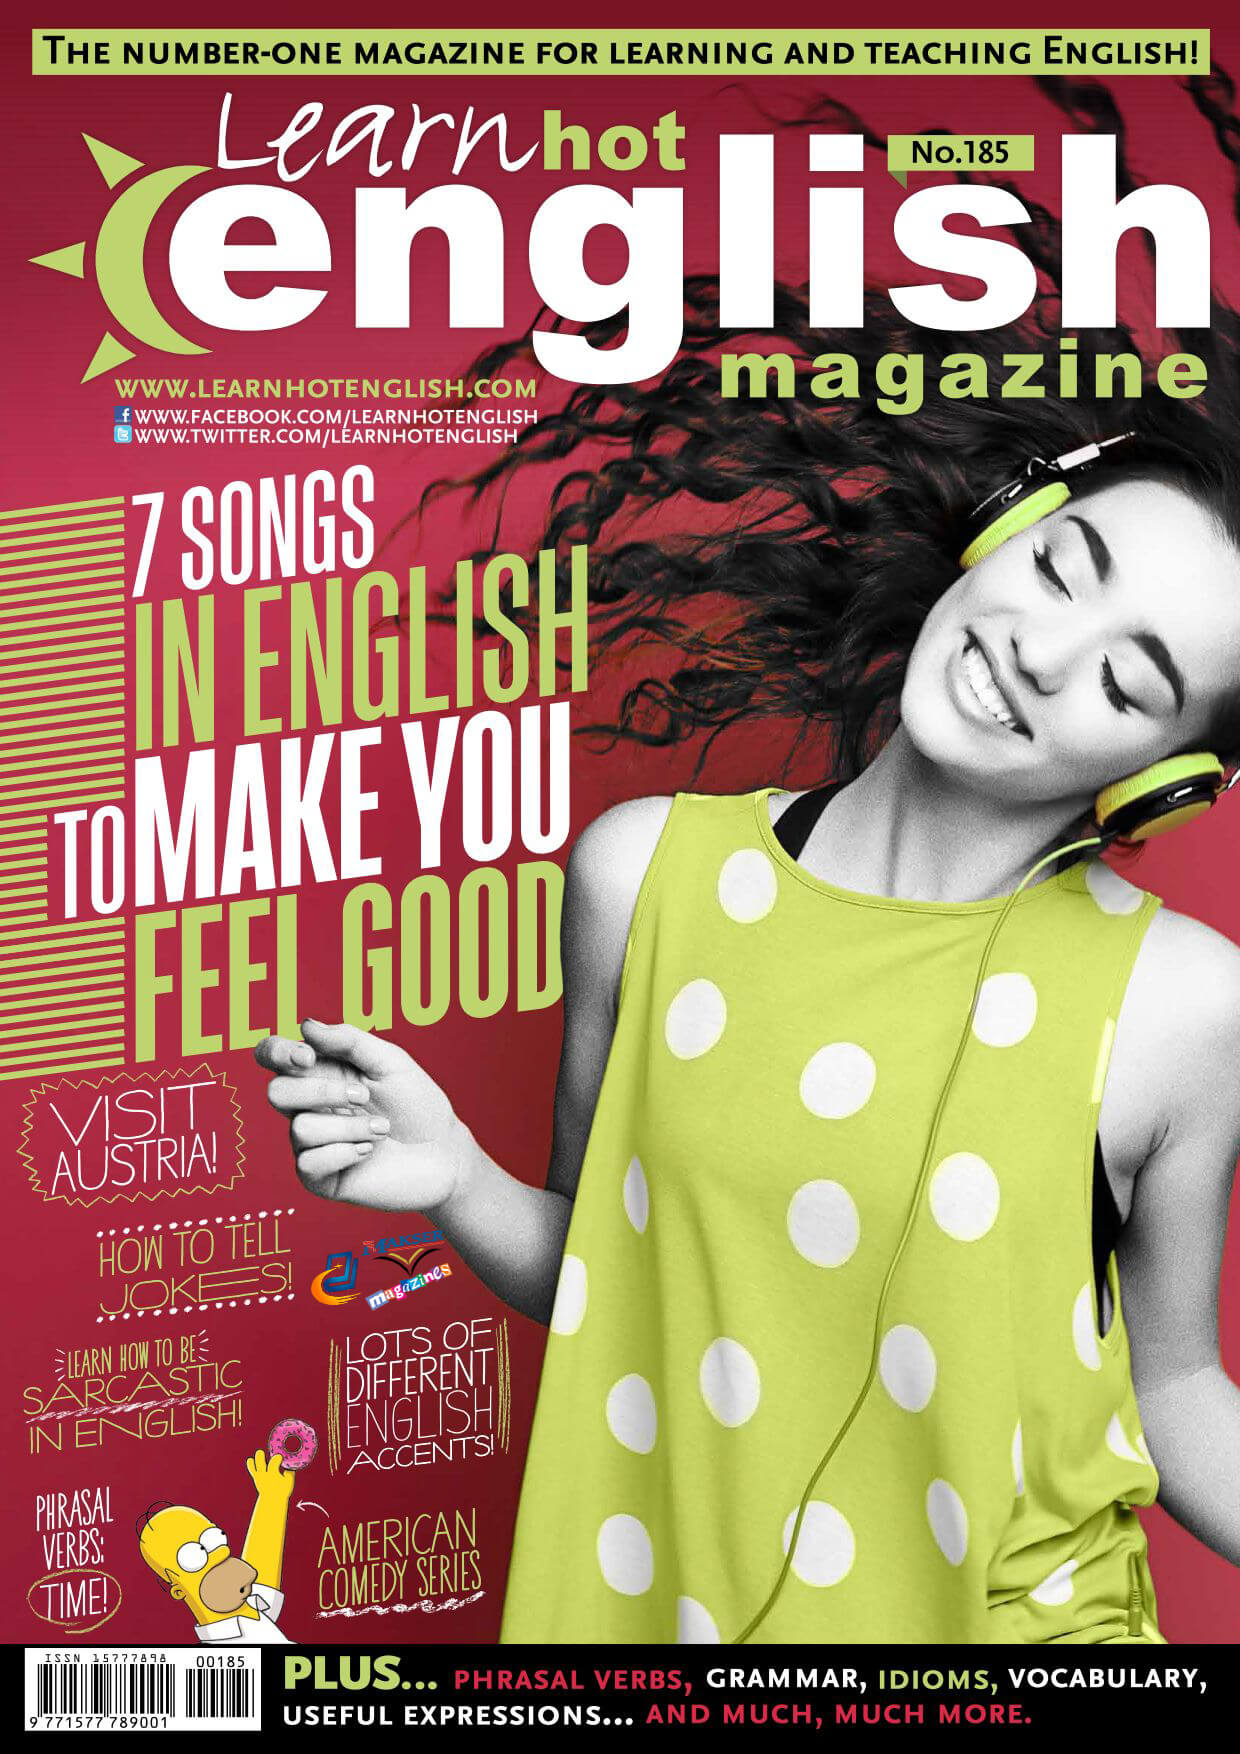 THE NUMBER-ONE MAGAZINE FOR LEARNING AND TEACHING ENGLISH!
Learn hot
english
No.185
magazine
WWW.LEARNHOTENGLISH.COM
WWW.FACEBOOK.COM/LEARNHOTENGLISH
WWW.TWITTER.COM/LEARNHOTENGLISH
7 SONGS
IN ENGLISH
TO MAKE YOU
FEEL GOOD
VISIT
AUSTRIA!
HOW TO TELL
JOKES!
MAKSEK
magazines
LEARN HOW TO BE
SARCASTIC
IN ENGLISH!
LOTS OF
DIFFERENT
ENGLISH
ACCENTS!
PHRASAL
VERBS:
TIME!
AMERICAN
COMEDY SERIES
ISSN 15777898
00185
9 771577 789001
PLUS... PHRASAL VERBS, GRAMMAR, IDIOMS, VOCABULARY,
USEFUL EXPRESSIONS... AND MUCH, MUCH MORE.